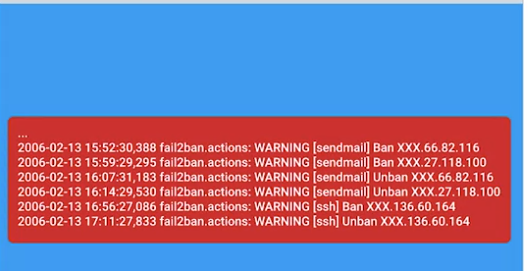 ...
2006-02-13 15:52:30,388 fail2ban.actions: WARNING [sendmail] Ban XXX.66.82.116
2006-02-13 15:59:29,295 fail2ban.actions: WARNING [sendmail] Ban XXX.27.118.100
2006-02-13 16:07:31,183 fail2ban.actions: WARNING [sendmail] Unban XXX.66.82.116
2006-02-13 16:14:29,530 fail2ban.actions: WARNING [sendmail] Unban XXX.27.118.100
2006-02-13 16:56:27,086 fail2ban.actions: WARNING [ssh] Ban XXX.136.60.164
2006-02-13 17:11:27,833 fail2ban.actions: WARNING [ssh] Unban XXX.136.60.164